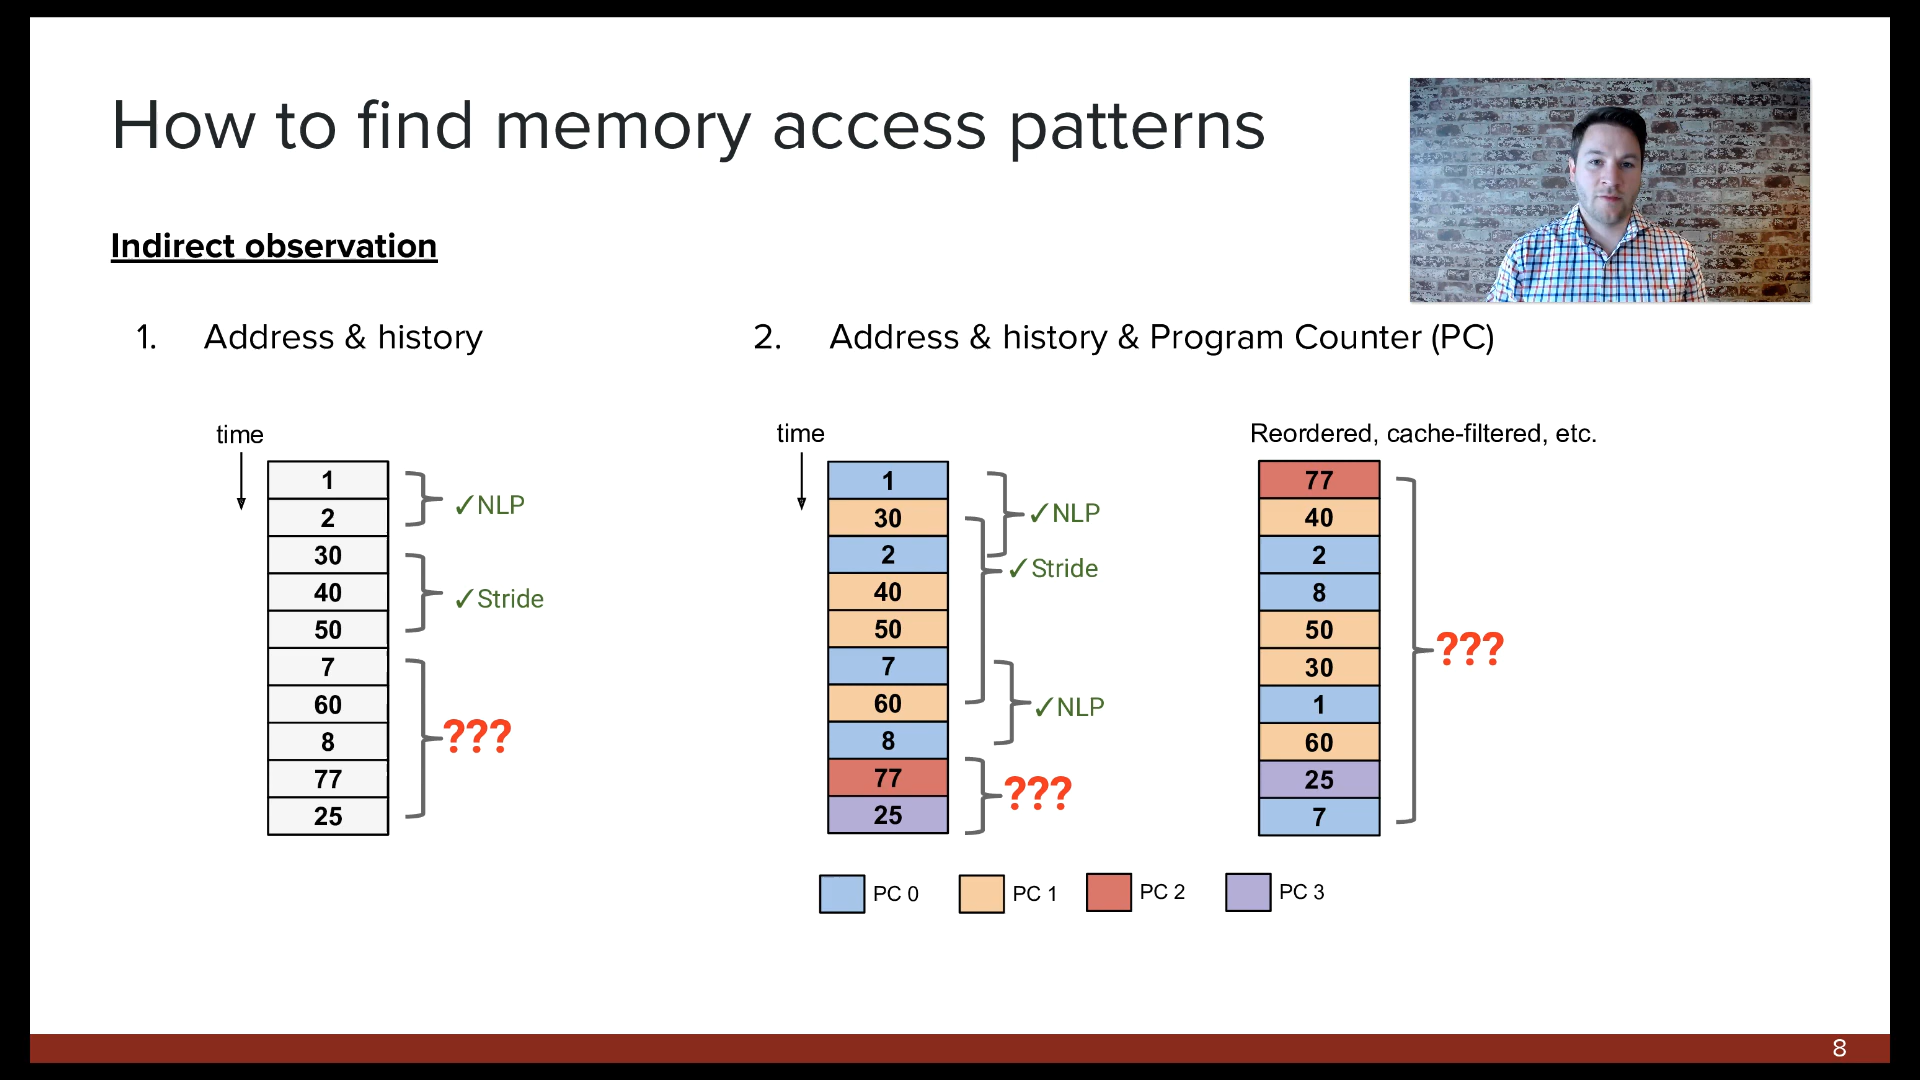 How to find memory access patterns
Indirect observation
1. Address & history
2. Address & history & Program Counter (PC)
time
1
2
30
40
50
7
60
8
77
25
✓NLP
✓Stride
???
time
1
30
2
40
50
7
60
8
77
25
✓NLP
✓Stride
✓NLP
???
Reordered, cache-filtered, etc.
77
40
2
8
50
30
1
60
25
7
???
PC 0
PC 1
PC 2
PC 3
8